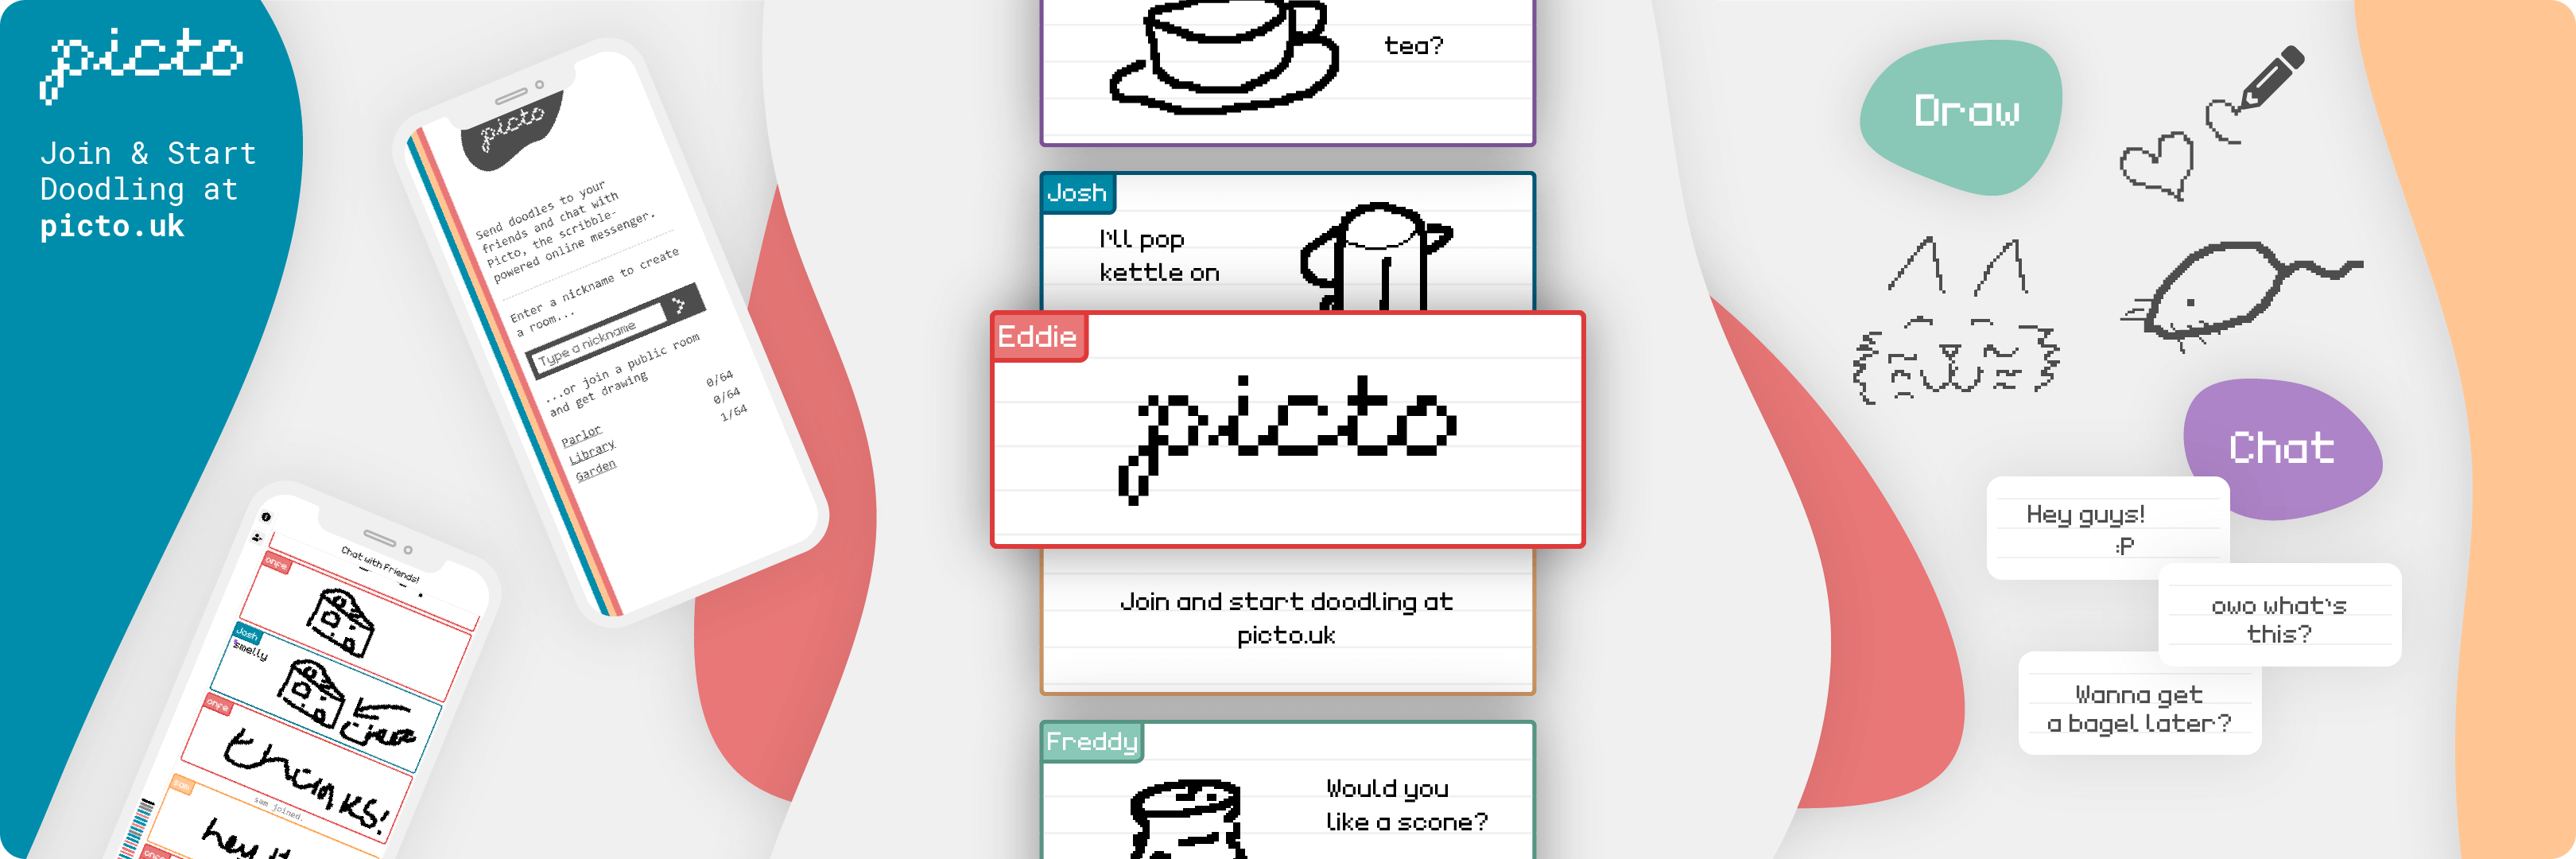 picto
Join & Start
Doodling at
picto.uk
picto
Send doodles to your
friends and chat with
Picto, the scribble-
powered online messenger.
Enter a nickname to create
a room...
Type a nickname
...or join a public room
and get drawing
Parlor 0/64
Library 0/64
Garden 1/64
Chat with Friends!
onfe
Josh
smelly
onfe
thanks!
sam joined.
sam
hey
tea?
Josh
I'll pop
kettle on
Eddie
picto
Join and start doodling at
picto.uk
Freddy
Would you
like a scone?
Draw
Chat
Hey guys!
:P
owo what's
this?
Wanna get
a bagel later?